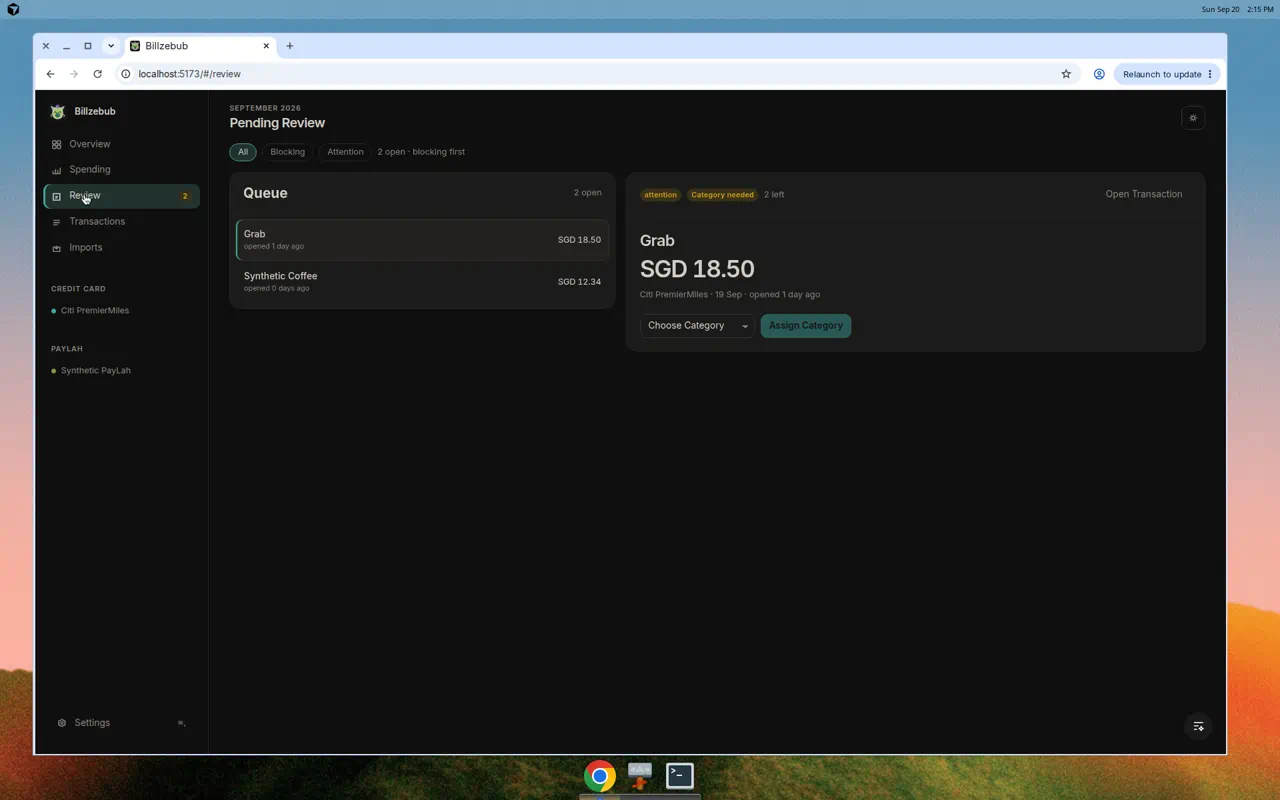 Sun Sep 20 2:15 PM
Billzebub
localhost:5173/#/review
Relaunch to update
Billzebub
Overview
Spending
Review 2
Transactions
Imports
CREDIT CARD
Citi PremierMiles
PAYLAH
Synthetic PayLah
Settings
SEPTEMBER 2026
Pending Review
All Blocking Attention 2 open · blocking first
Queue 2 open
Grab
opened 1 day ago
SGD 18.50
Synthetic Coffee
opened 0 days ago
SGD 12.34
attention Category needed 2 left Open Transaction
Grab
SGD 18.50
Citi PremierMiles · 19 Sep · opened 1 day ago
Choose Category Assign Category